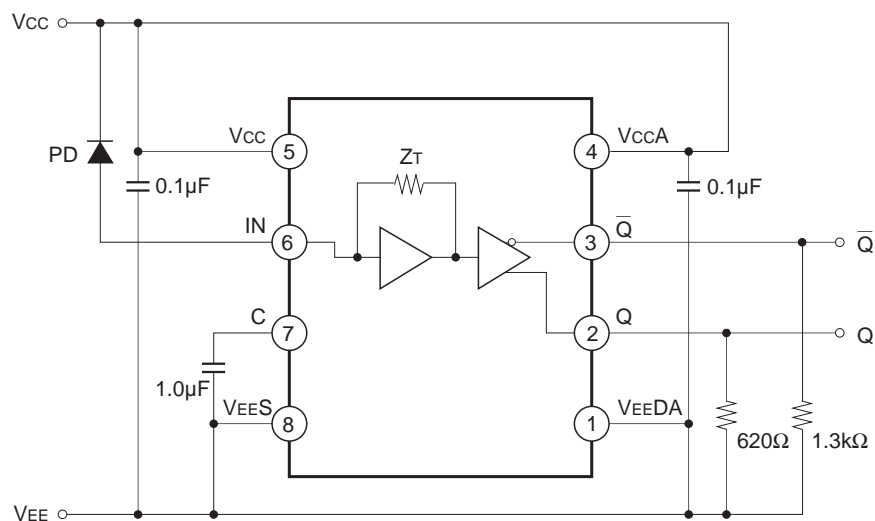 VCC
VCC
5
VCCA
4
PD
ZT
0.1µF
0.1µF
IN
6
3
Q̅
Q̅
C
7
2
Q
Q
1.0µF
VEES
8
1
VEEDA
620Ω
1.3kΩ
VEE